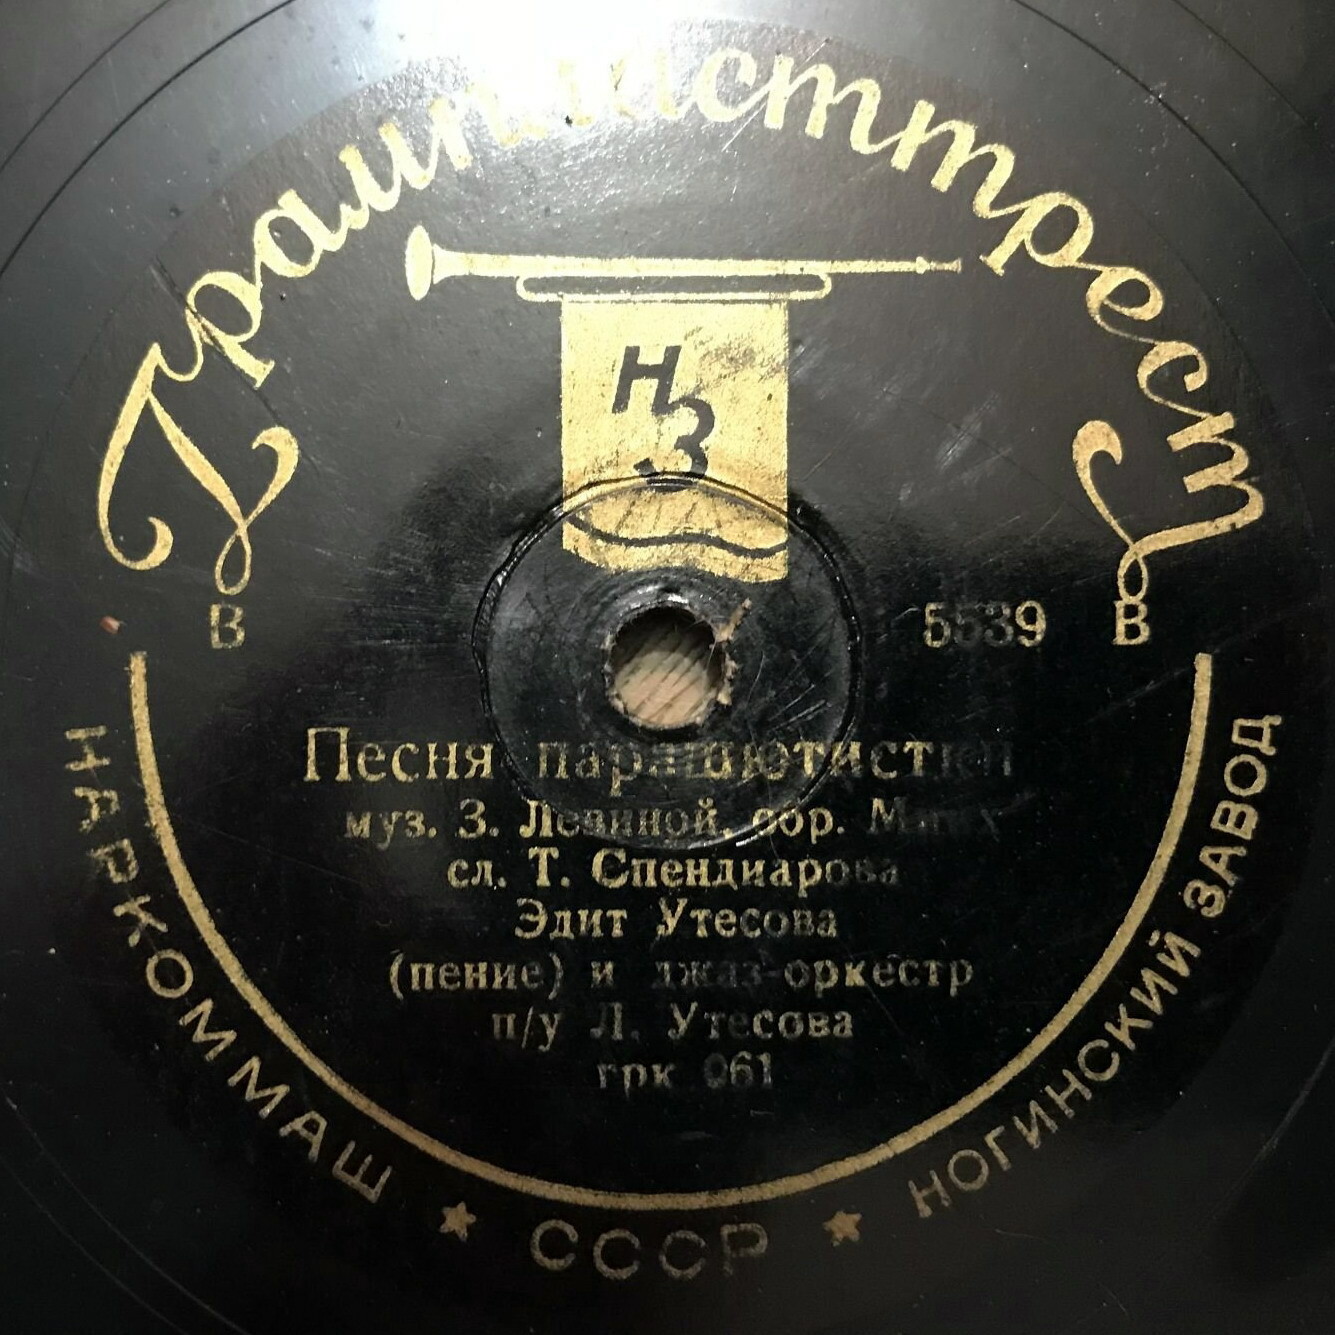 Грампласттрест
НЗ
В 5539 В
Песня парашютистки
муз. З. Левиной, обр.
сл. Т. Спендиарова
Эдит Утесова
(пение) и джаз-оркестр
п/у Л. Утесова
грк 061
НАРКОММАШ ★ СССР ★ НОГИНСКИЙ ЗАВОД